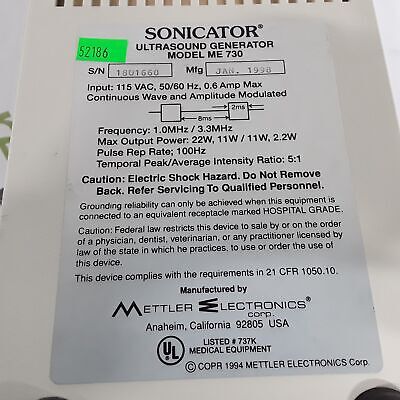 SONICATOR®
ULTRASOUND GENERATOR
MODEL ME 730
52186
S/N 1801660 Mfg JAN. 1998
Input: 115 VAC, 50/60 Hz, 0.6 Amp Max
Continuous Wave and Amplitude Modulated
2ms
8ms
Frequency: 1.0MHz / 3.3MHz
Max Output Power: 22W, 11W / 11W, 2.2W
Pulse Rep Rate; 100Hz
Temporal Peak/Average Intensity Ratio: 5:1
Caution: Electric Shock Hazard. Do Not Remove
Back. Refer Servicing To Qualified Personnel.
Grounding reliability can only be achieved when this equipment is
connected to an equivalent receptacle marked HOSPITAL GRADE.
Caution: Federal law restricts this device to sale by or on the order
of a physician, dentist, veterinarian, or any practitioner licensed by
the law of the state in which he practices, to use or order the use of
this device.
This device complies with the requirements in 21 CFR 1050.10.
Manufactured by
METTLER ELECTRONICS®
corp.
Anaheim, California 92805 USA
UL
LISTED # 737K
MEDICAL EQUIPMENT
© COPR 1994 METTLER ELECTRONICS Corp.